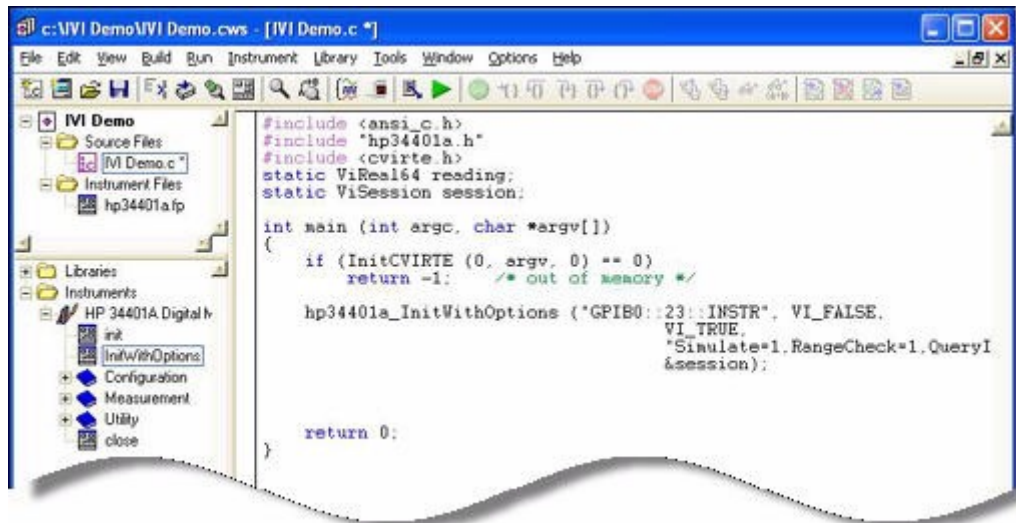 c:\IVI Demo\IVI Demo.cws - [IVI Demo.c *]
File Edit View Build Run Instrument Library Tools Window Options Help
IVI Demo
Source Files
IVI Demo.c *
Instrument Files
hp34401a.fp
Libraries
Instruments
HP 34401A Digital M
init
InitWithOptions
Configuration
Measurement
Utility
close
#include <ansi_c.h>
#include "hp34401a.h"
#include <cvirte.h>
static ViReal64 reading;
static ViSession session;
int main (int argc, char *argv[])
{
if (InitCVIRTE (0, argv, 0) == 0)
return -1; /* out of memory */
hp34401a_InitWithOptions ("GPIB0::23::INSTR", VI_FALSE,
VI_TRUE,
"Simulate=1,RangeCheck=1,QueryI
&session);
return 0;
}